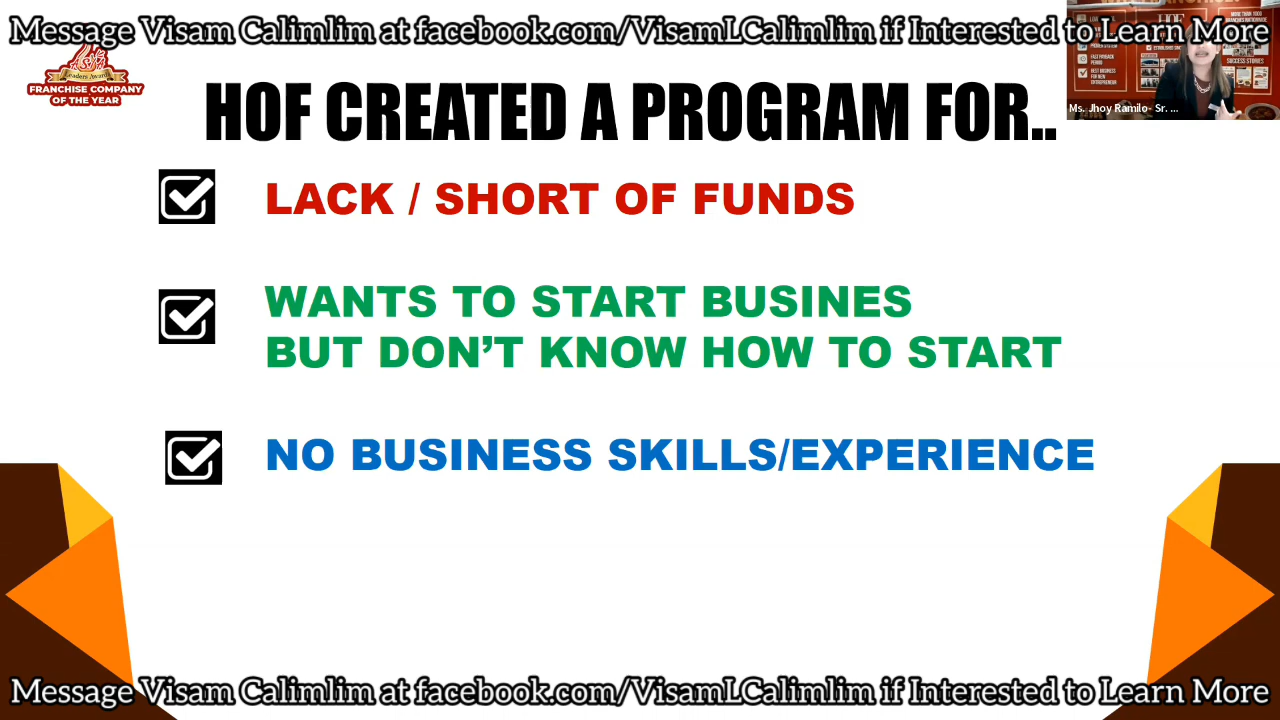 Message Visam Calimlim at facebook.com/VisamLCalimlim if Interested to Learn More
Leaders Award
FRANCHISE COMPANY
OF THE YEAR
HOF CREATED A PROGRAM FOR..
Ms. Jhoy Ramilo- Sr. ...
LACK / SHORT OF FUNDS
WANTS TO START BUSINES
BUT DON'T KNOW HOW TO START
NO BUSINESS SKILLS/EXPERIENCE
Message Visam Calimlim at facebook.com/VisamLCalimlim if Interested to Learn More